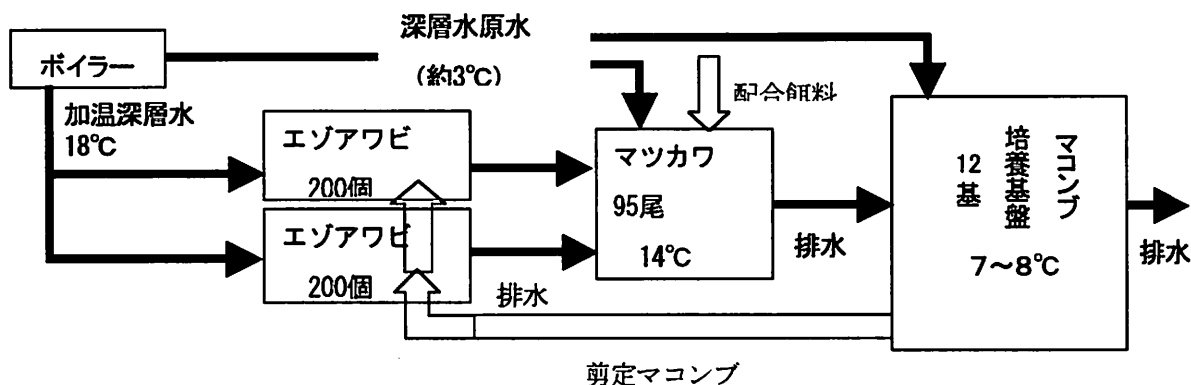 深層水原水
(約3℃)
ボイラー
加温深層水
18℃
配合餌料
エゾアワビ
200個
エゾアワビ
200個
マツカワ
95尾
14℃
マコンブ
培養基盤
12基
7~8℃
排水
排水
排水
剪定マコンブ